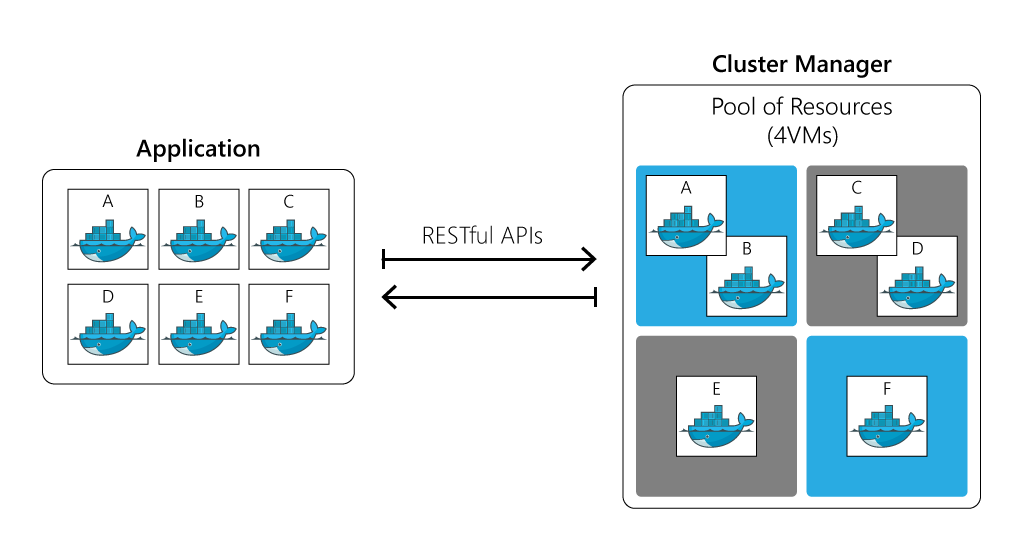 Application
A
B
C
D
E
F
RESTful APIs
Cluster Manager
Pool of Resources
(4VMs)
A
B
C
D
E
F